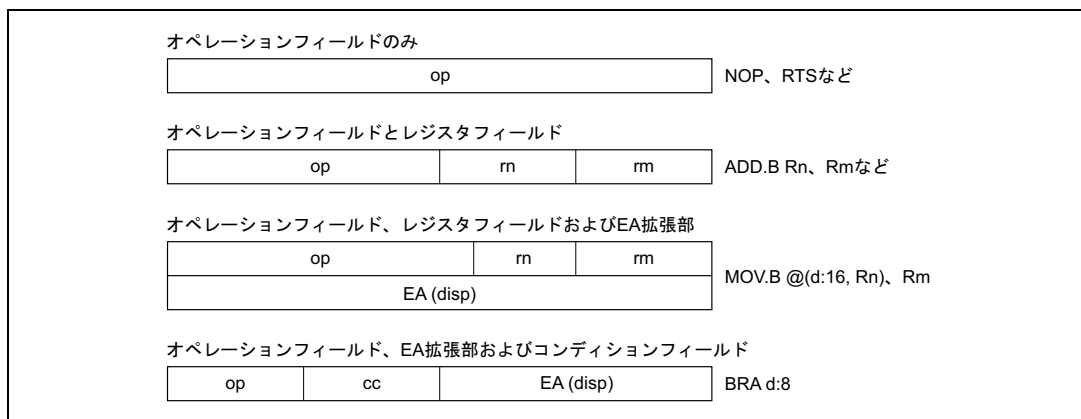 オペレーションフィールドのみ
op NOP、RTSなど
オペレーションフィールドとレジスタフィールド
op rn rm ADD.B Rn、Rmなど
オペレーションフィールド、レジスタフィールドおよびEA拡張部
op rn rm
EA (disp)
MOV.B @(d:16, Rn)、Rm
オペレーションフィールド、EA拡張部およびコンディションフィールド
op cc EA (disp) BRA d:8